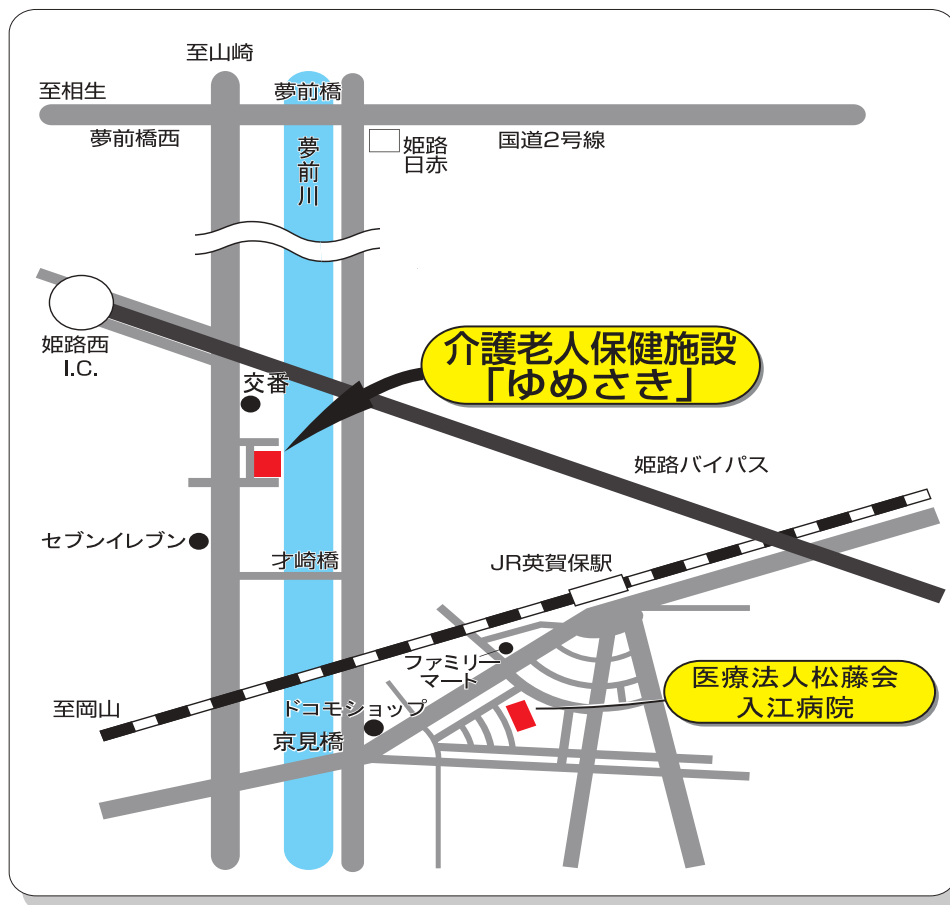 至山崎
至相生
夢前橋
夢前橋西
夢前川
姫路
日赤
国道2号線
姫路西
I.C.
介護老人保健施設
「ゆめさき」
交番
姫路バイパス
セブンイレブン
才崎橋
JR英賀保駅
ファミリー
マート
医療法人松藤会
入江病院
至岡山
ドコモショップ
京見橋